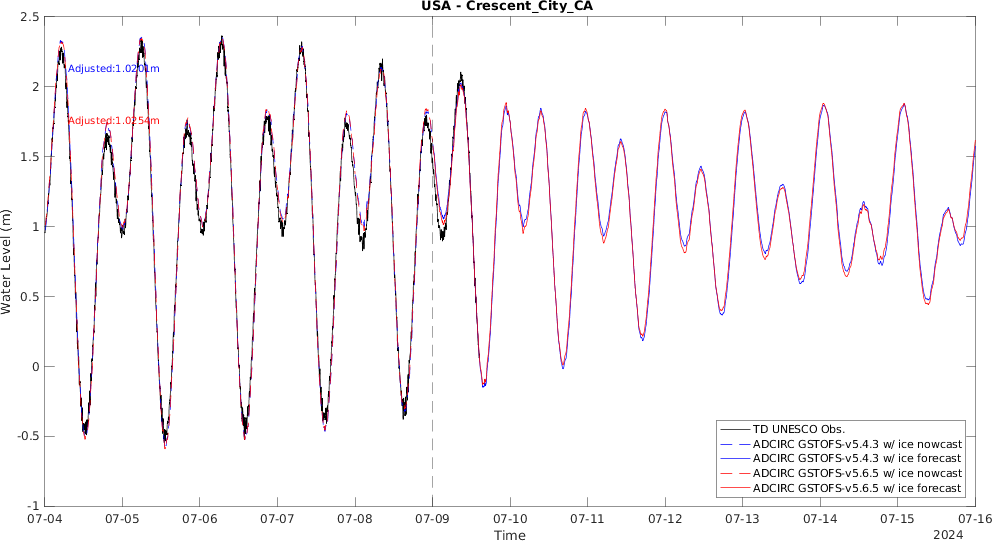 USA - Crescent_City_CA
2.5
2
1.5
1
0.5
0
-0.5
-1
Water Level (m)
Adjusted:1.0201m
Adjusted:1.0254m
TD UNESCO Obs.
ADCIRC GSTOFS-v5.4.3 w/ ice nowcast
ADCIRC GSTOFS-v5.4.3 w/ ice forecast
ADCIRC GSTOFS-v5.6.5 w/ ice nowcast
ADCIRC GSTOFS-v5.6.5 w/ ice forecast
07-04 07-05 07-06 07-07 07-08 07-09 07-10 07-11 07-12 07-13 07-14 07-15 07-16
Time
2024